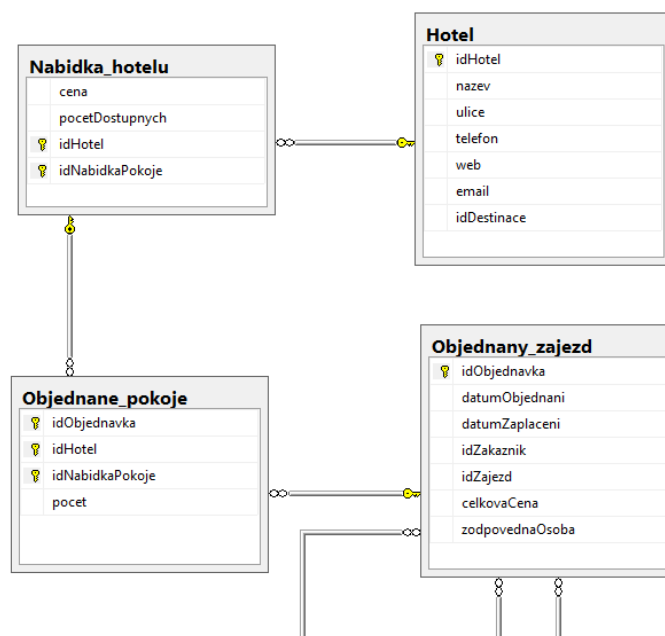 Nabidka_hotelu
cena
pocetDostupnych
idHotel
idNabidkaPokoje
Hotel
idHotel
nazev
ulice
telefon
web
email
idDestinace
Objednane_pokoje
idObjednavka
idHotel
idNabidkaPokoje
pocet
Objednany_zajezd
idObjednavka
datumObjednani
datumZaplaceni
idZakaznik
idZajezd
celkovaCena
zodpovednaOsoba